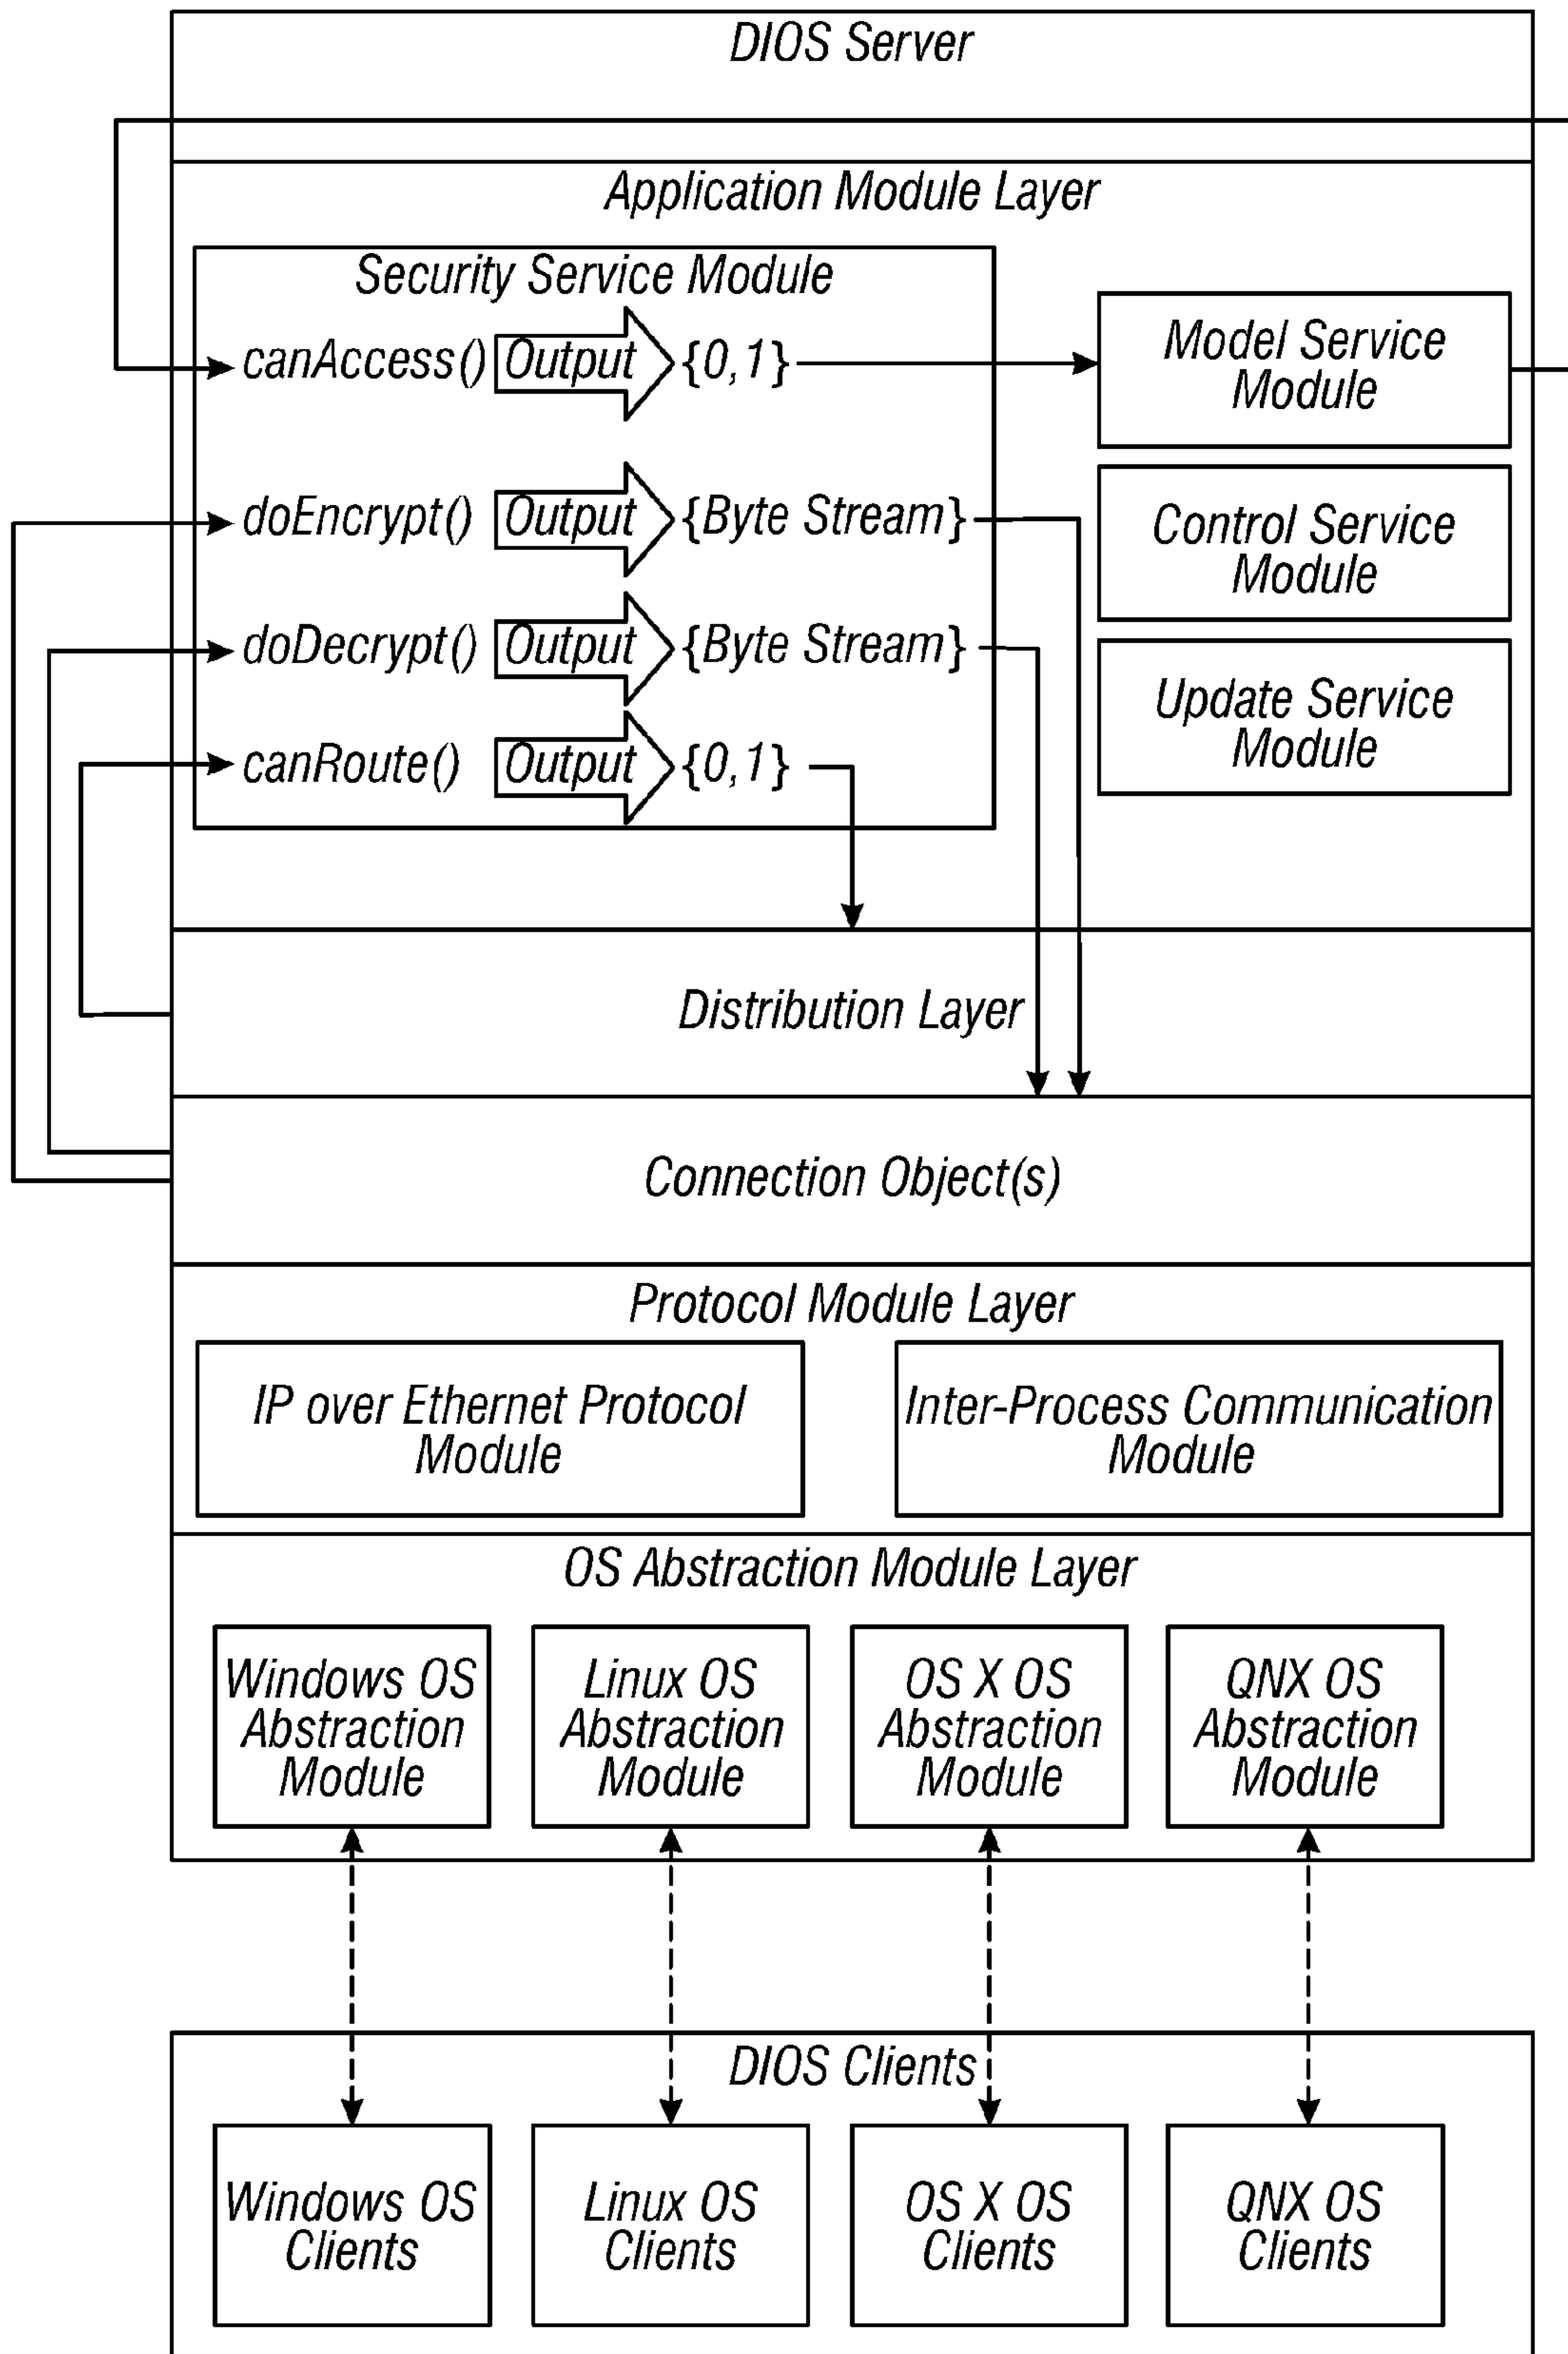 DIOS Server
Application Module Layer
Security Service Module
canAccess() Output {0,1}
doEncrypt() Output {Byte Stream}
doDecrypt() Output {Byte Stream}
canRoute() Output {0,1}
Model Service
Module
Control Service
Module
Update Service
Module
Distribution Layer
Connection Object(s)
Protocol Module Layer
IP over Ethernet Protocol
Module
Inter-Process Communication
Module
OS Abstraction Module Layer
Windows OS
Abstraction
Module
Linux OS
Abstraction
Module
OS X OS
Abstraction
Module
QNX OS
Abstraction
Module
DIOS Clients
Windows OS
Clients
Linux OS
Clients
OS X OS
Clients
QNX OS
Clients